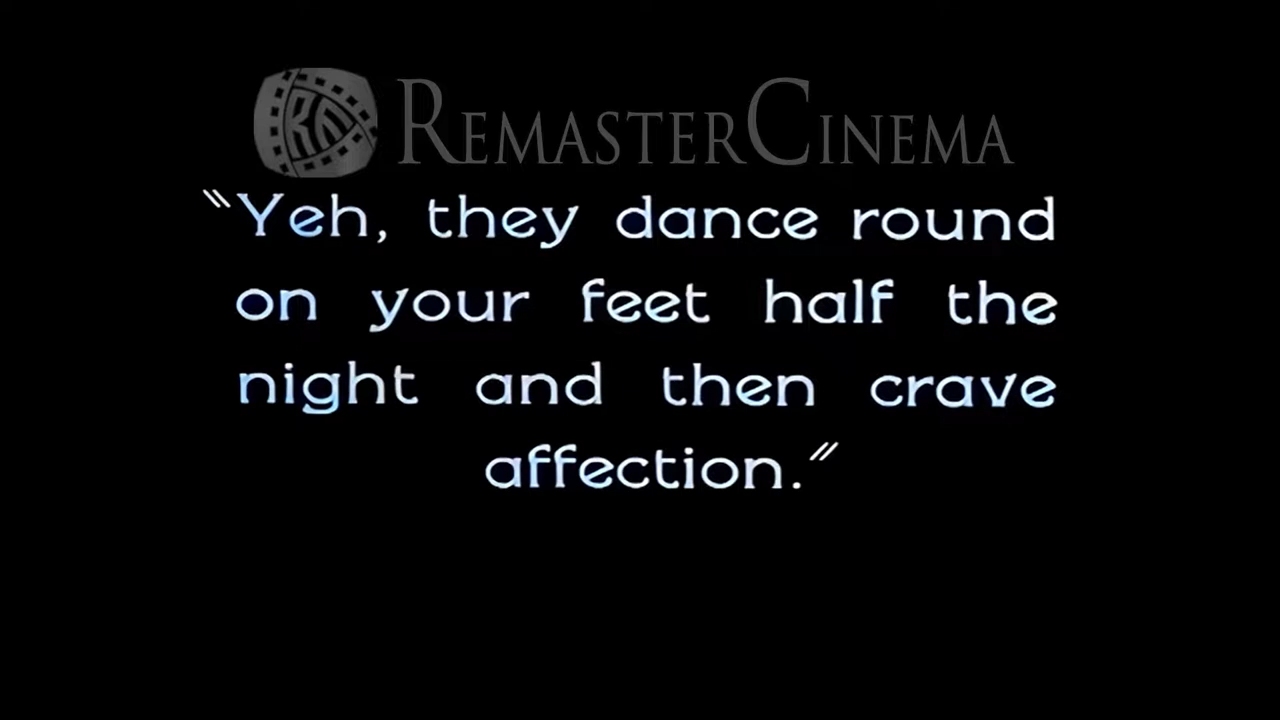 REMASTERCINEMA
"Yeh, they dance round
on your feet half the
night and then crave
affection."